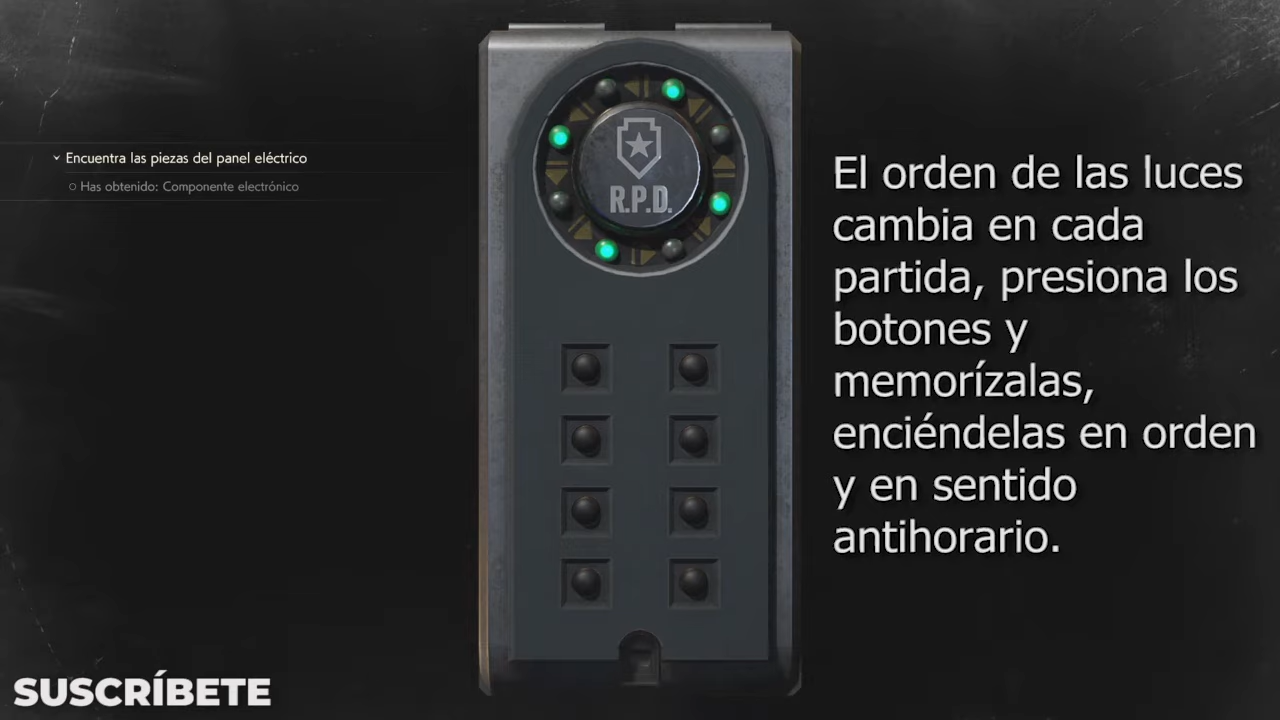 Encuentra las piezas del panel eléctrico
Has obtenido: Componente electrónico
R.P.D.
El orden de las luces
cambia en cada
partida, presiona los
botones y
memorízalas,
enciéndelas en orden
y en sentido
antihorario.
SUSCRÍBETE